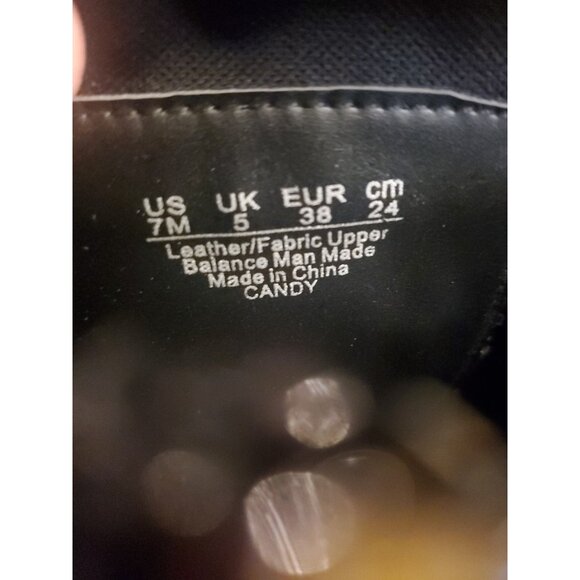 US UK EUR cm
7M 5 38 24
Leather/Fabric Upper
Balance Man Made
Made in China
CANDY